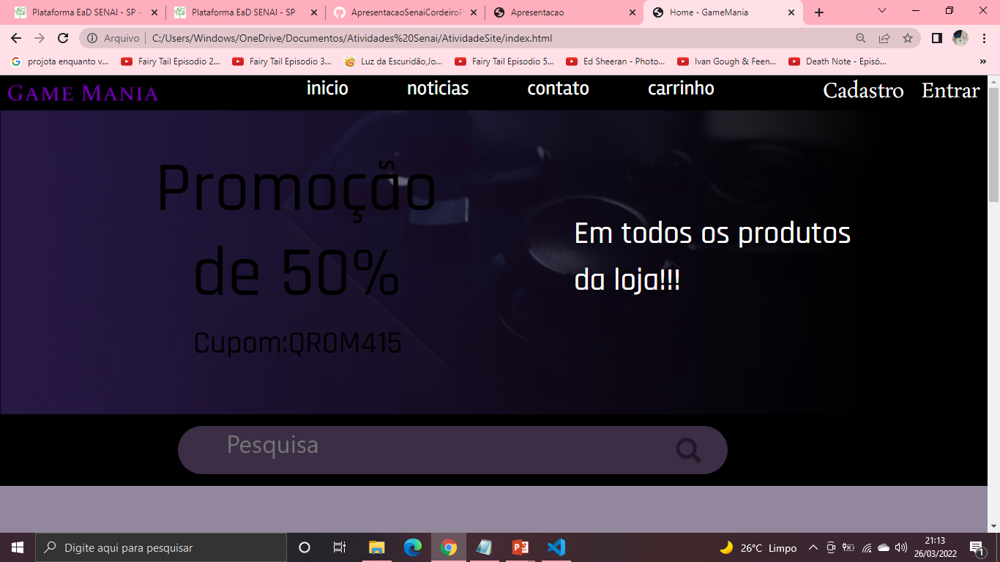 Plataforma EaD SENAI - SP -
Plataforma EaD SENAI - SP
ApresentacaoSenaiCordeiroP
Apresentacao
Home - GameMania
Arquivo
C:/Users/Windows/OneDrive/Documentos/Atividades%20Senai/AtividadeSite/index.html
projota enquanto v...
Fairy Tail Episodio 2...
Fairy Tail Episodio 3...
Luz da Escuridão,Jo...
Fairy Tail Episodio 5...
Ed Sheeran - Photo...
Ivan Gough & Feen...
Death Note - Episó...
GAME MANIA
inicio
noticias
contato
carrinho
Cadastro
Entrar
Promoção
de 50%
Cupom:QROM415
Em todos os produtos
da loja!!!
Pesquisa
Digite aqui para pesquisar
26°C Limpo
21:13
26/03/2022
1